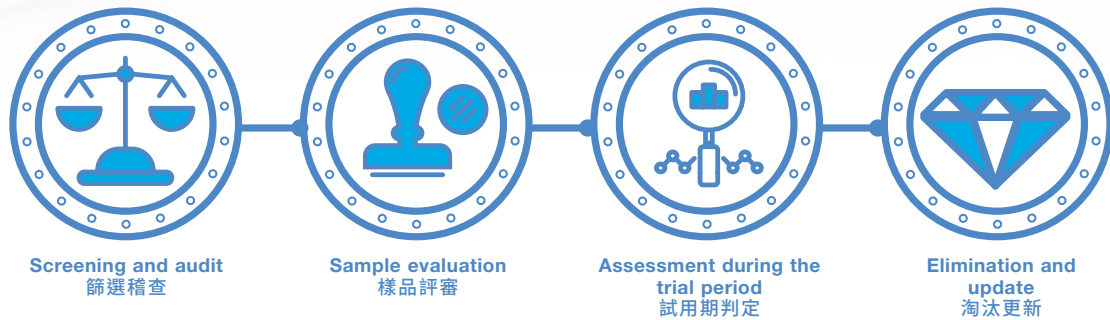 Screening and audit
篩選稽查
Sample evaluation
樣品評審
Assessment during the
trial period
試用期判定
Elimination and
update
淘汰更新